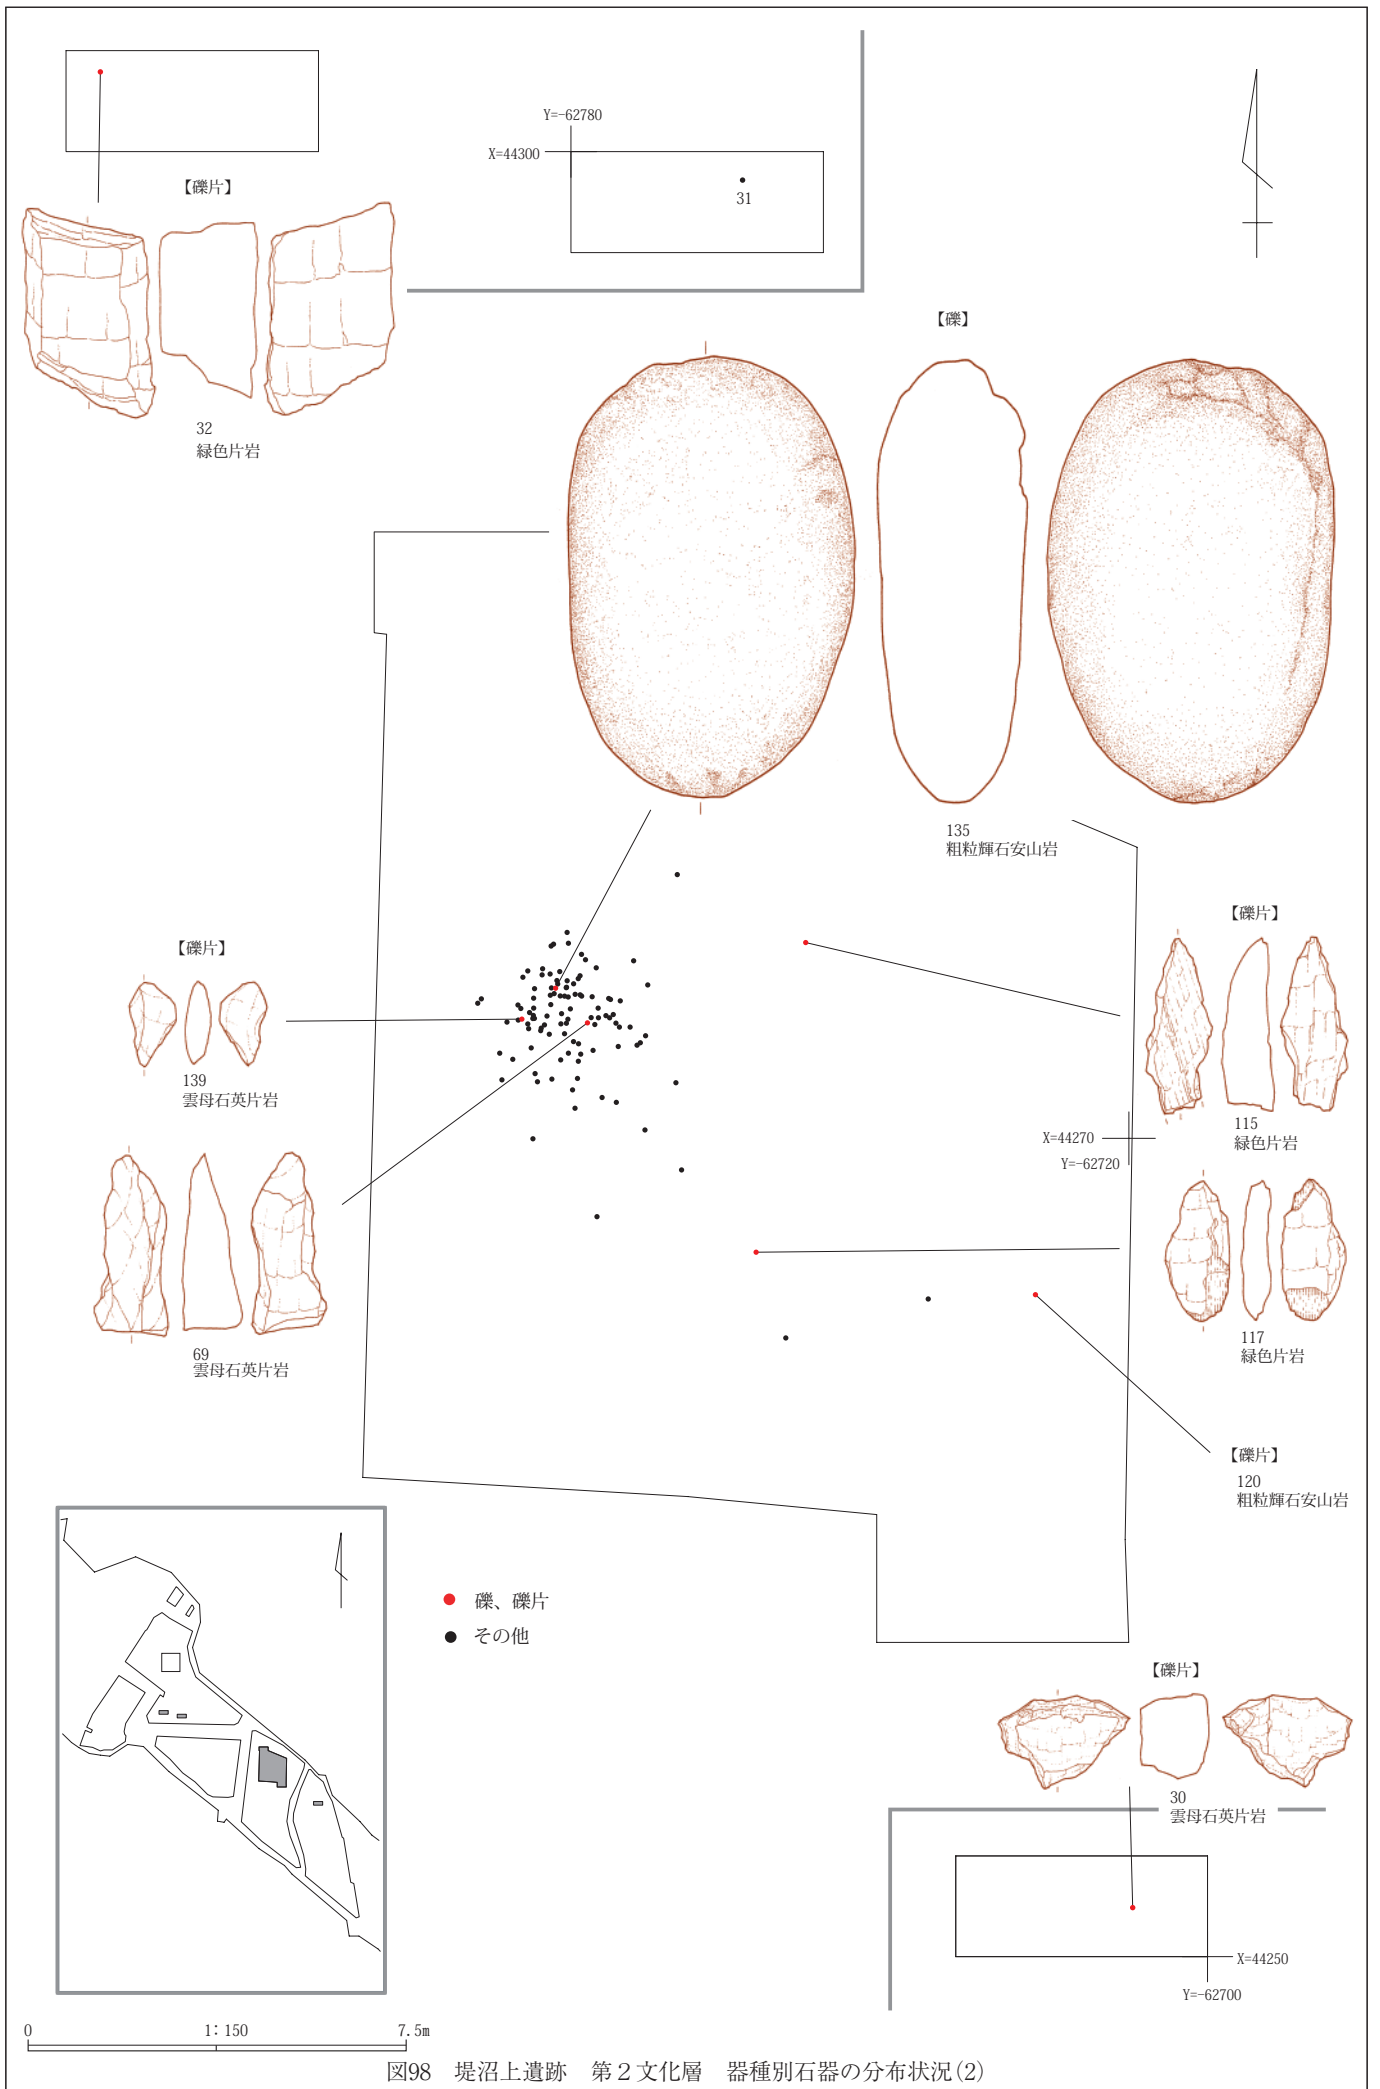 Y=-62780
X=44300
31
【礫片】
32
緑色片岩
【礫】
135
粗粒輝石安山岩
【礫片】
115
緑色片岩
【礫片】
139
雲母石英片岩
X=44270
Y=-62720
69
雲母石英片岩
117
緑色片岩
【礫片】
120
粗粒輝石安山岩
礫、礫片
その他
【礫片】
30
雲母石英片岩
X=44250
Y=-62700
0 1:150 7.5m
図98 堤沼上遺跡 第2文化層 器種別石器の分布状況(2)